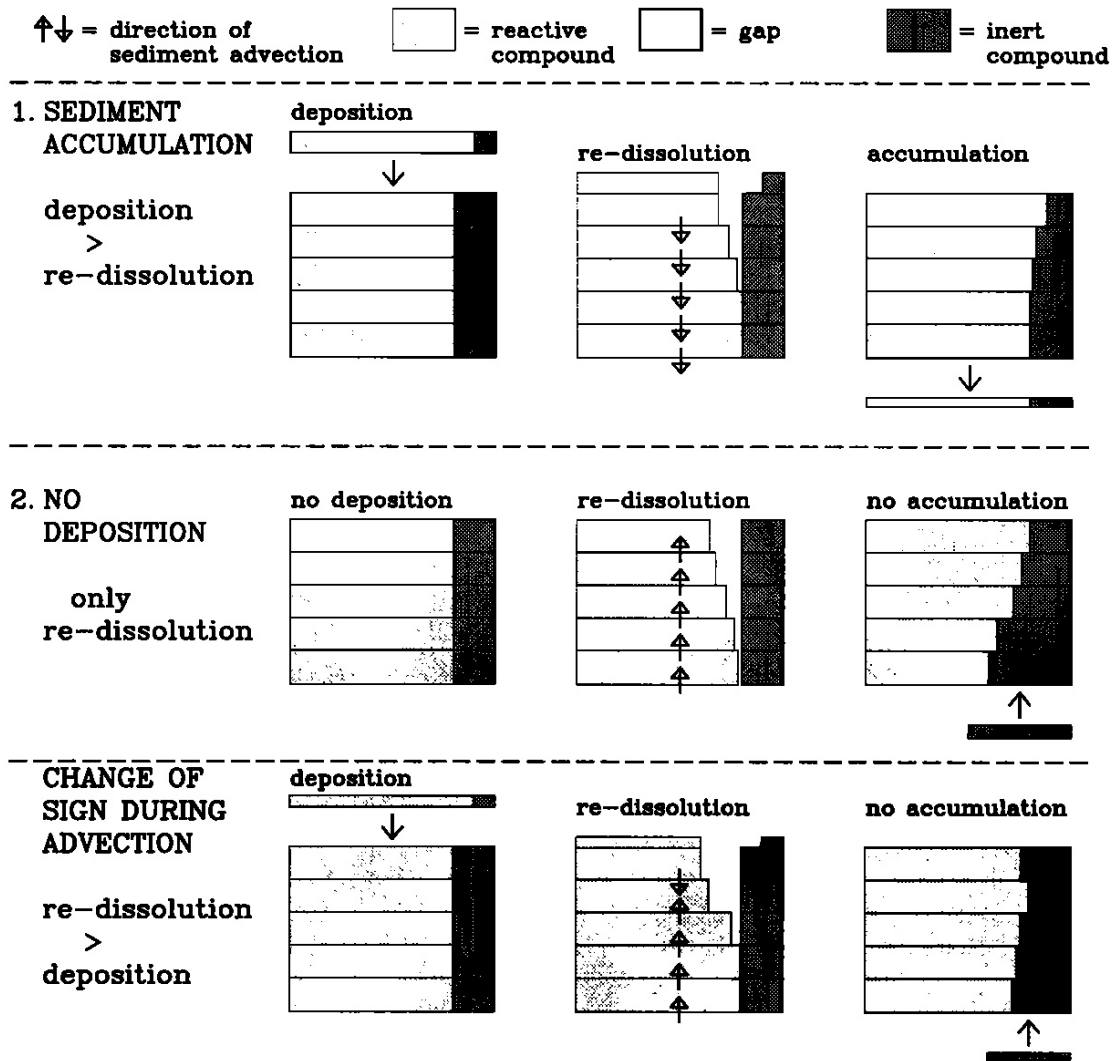 = direction of sediment advection
= reactive compound
= gap
= inert compound
1. SEDIMENT ACCUMULATION
deposition
>
re-dissolution
deposition
re-dissolution
accumulation
2. NO DEPOSITION
only
re-dissolution
no deposition
re-dissolution
no accumulation
CHANGE OF
SIGN DURING
ADVECTION
re-dissolution
>
deposition
deposition
re-dissolution
no accumulation